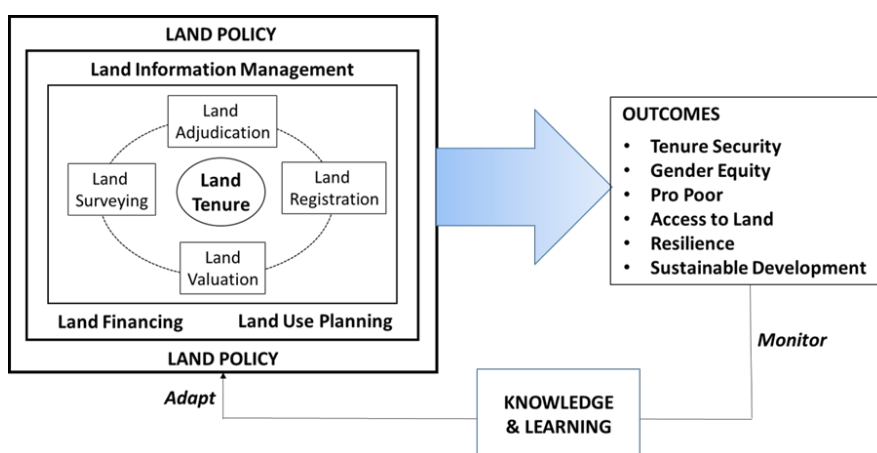 LAND POLICY
Land Information Management
Land
Adjudication
Land
Surveying
Land
Tenure
Land
Registration
Land
Valuation
Land Financing
Land Use Planning
LAND POLICY
OUTCOMES
• Tenure Security
• Gender Equity
• Pro Poor
• Access to Land
• Resilience
• Sustainable Development
Monitor
KNOWLEDGE
& LEARNING
Adapt